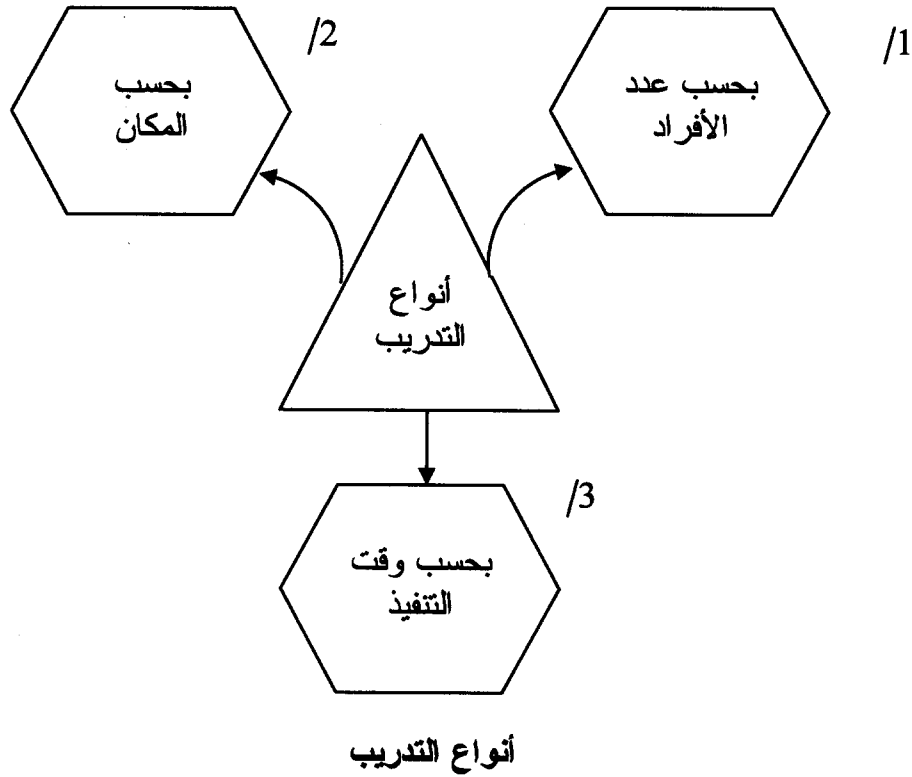 /1
بحسب عدد
الأفراد
/2
بحسب
المكان
أنواع
التدريب
/3
بحسب وقت
التنفيذ
أنواع التدريب